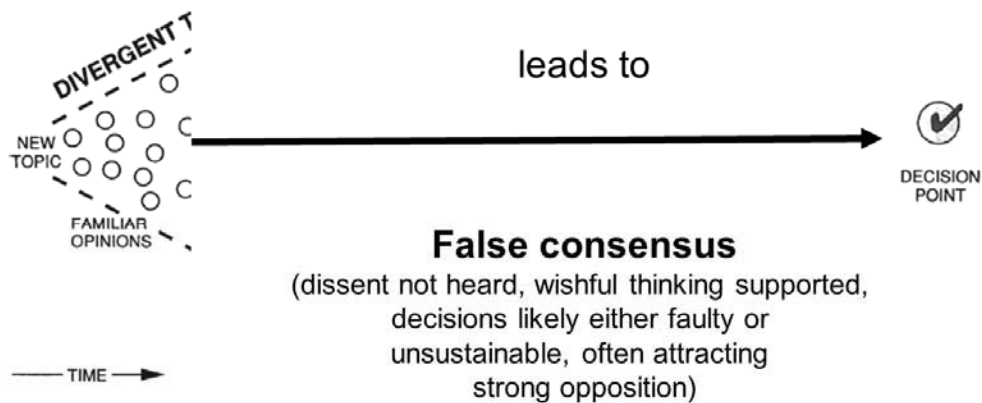 DIVERGENT T
leads to
NEW
TOPIC
DECISION
POINT
FAMILIAR
OPINIONS
False consensus
(dissent not heard, wishful thinking supported,
decisions likely either faulty or
unsustainable, often attracting
strong opposition)
TIME